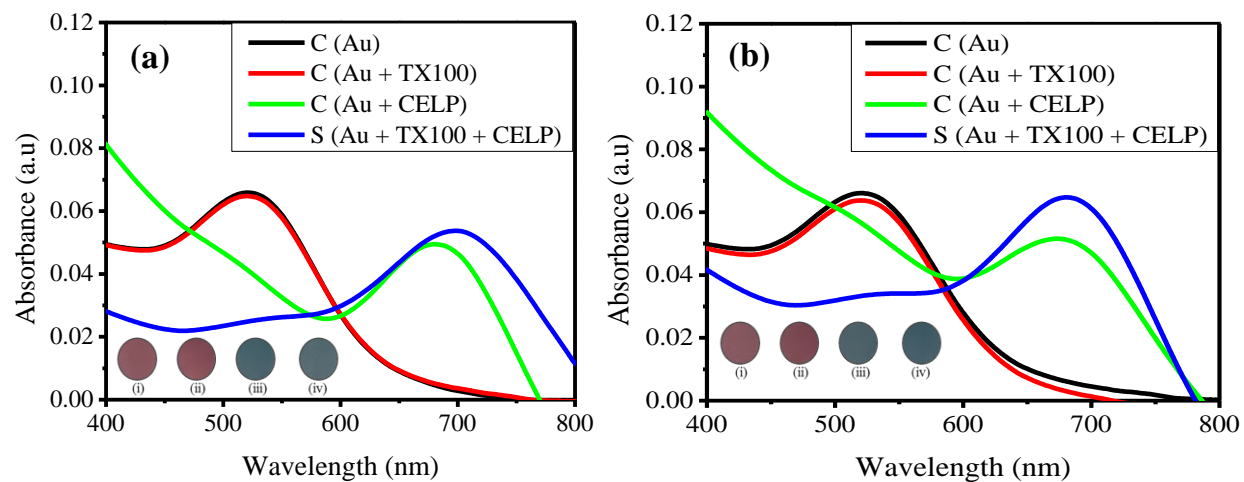 (a)
C (Au)
C (Au + TX100)
C (Au + CELP)
S (Au + TX100 + CELP)
0.12
0.10
0.08
0.06
0.04
0.02
0.00
Absorbance (a.u)
(i)
(ii)
(iii)
(iv)
400
500
600
700
800
Wavelength (nm)
(b)
C (Au)
C (Au + TX100)
C (Au + CELP)
S (Au + TX100 + CELP)
0.12
0.10
0.08
0.06
0.04
0.02
0.00
Absorbance (a.u)
(i)
(ii)
(iii)
(iv)
400
500
600
700
800
Wavelength (nm)